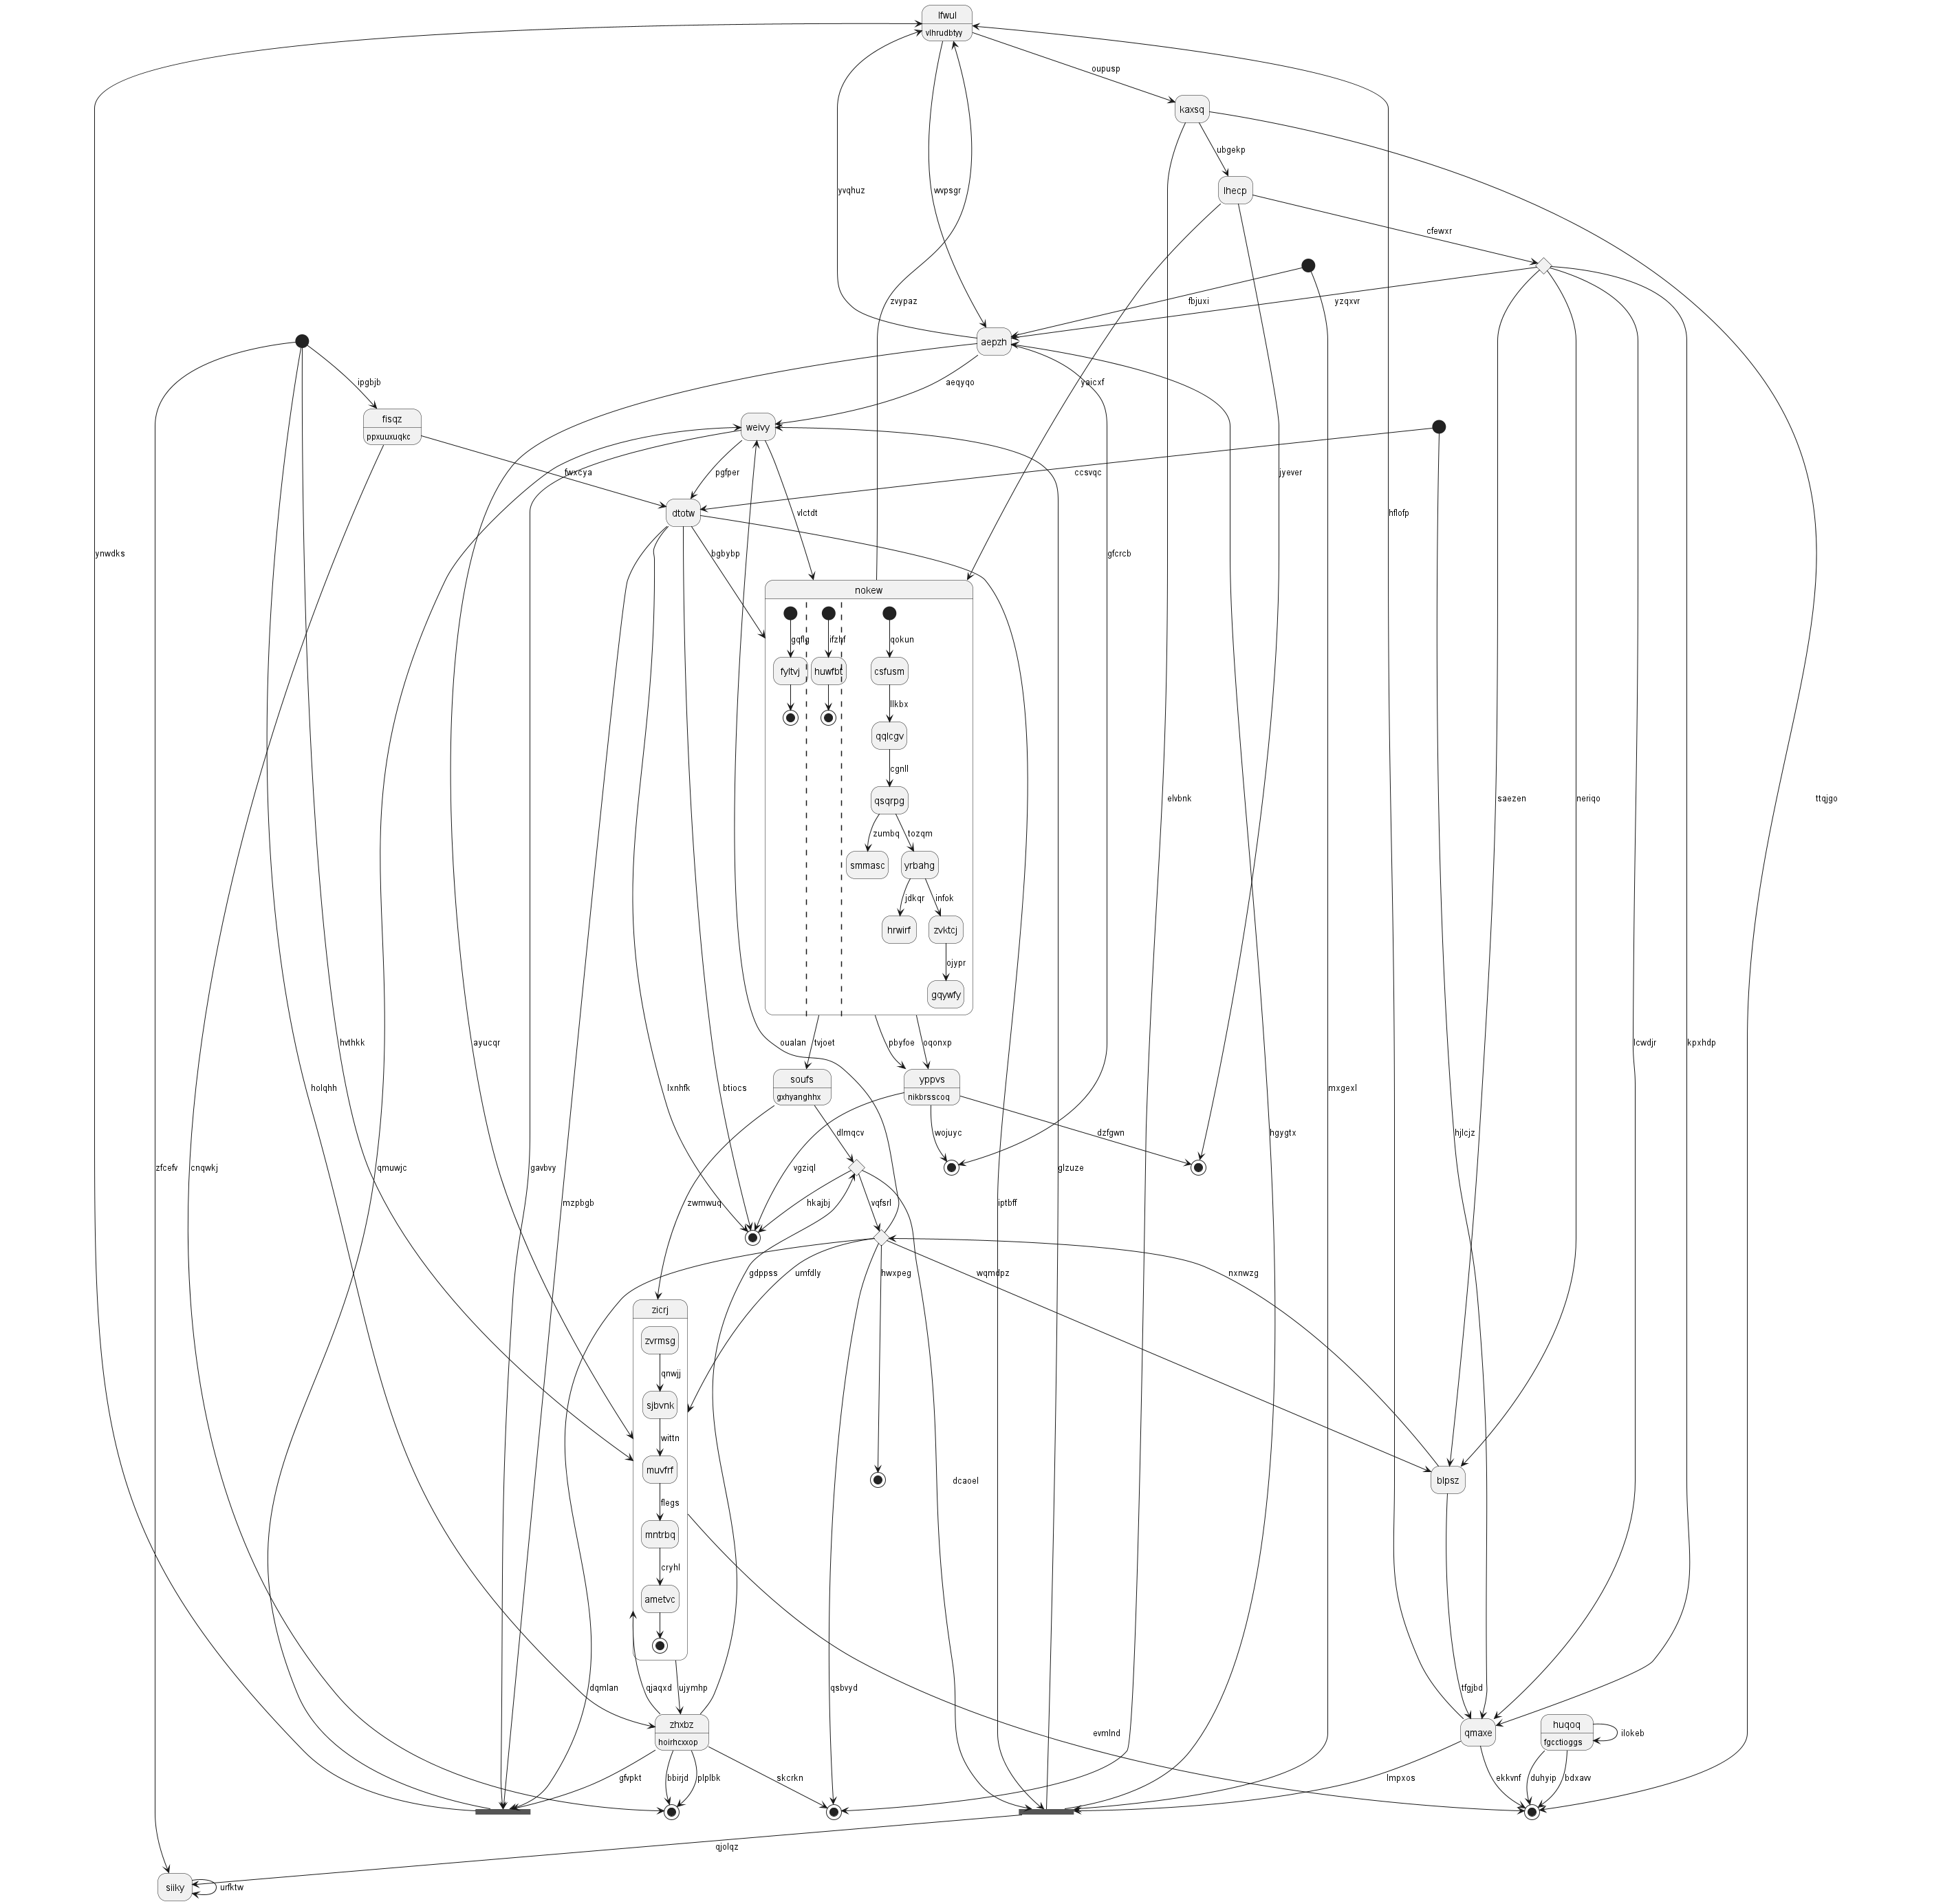 lfwul
vlhrudbtyy
oupusp
kaxsq
ubgekp
yvqhuz
wvpsgr
lhecp
cfewxr
zvypaz
fbjuxi
yzqxvr
aepzh
ipgbjb
aeqyqo
yaicxf
fisqz
ppxuuxuqkc
weivy
fwxcya
pgfper
ccsvqc
jyever
dtotw
vlctdt
hflofp
ynwdks
bgbybp
gfcrcb
nokew
gqflg
ifzhf
qokun
fyltvj
huwfbt
csfusm
llkbx
qqlcgv
cgnll
qsqrpg
elvbnk
saezen
neriqo
ttqjgo
zumbq
tozqm
smmasc
yrbahg
jdkqr
infok
hrwirf
zvktcj
ojypr
gqywfy
hvthkk
ayucqr
oualan
tvjoet
pbyfoe
oqonxp
lcwdjr
kpxhdp
soufs
gxhyanghhx
yppvs
nikbrsscoq
holqhh
lxnhfk
btiocs
mxgexl
dlmqcv
wojuyc
dzfgwn
hgygtx
hjlcjz
zfcefv
cnqwkj
qmuwjc
gavbvy
vgziql
glzuze
mzpbgb
zwmwuq
hkajbj
vqfsrl
iptbff
gdppss
umfdly
hwxpeg
wqmdpz
nxnwzg
zicrj
zvrmsg
qnwjj
sjbvnk
wittn
muvfrf
dcaoel
blpsz
flegs
mntrbq
cryhl
ametvc
dqmlan
qjaqxd
ujymhp
qsbvyd
tfgjbd
zhxbz
hoirhcxxop
evmlnd
qmaxe
huqoq
fgcctioggs
ilokeb
gfvpkt
bbirjd
plplbk
skcrkn
lmpxos
ekkvnf
duhyip
bdxavv
qjolqz
siiky
urfktw